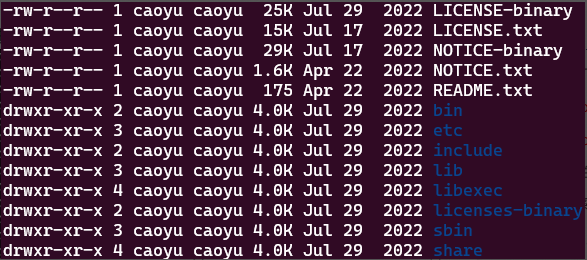 -rw-r--r-- 1 caoyu caoyu  25K Jul 29  2022 LICENSE-binary
-rw-r--r-- 1 caoyu caoyu  15K Jul 17  2022 LICENSE.txt
-rw-r--r-- 1 caoyu caoyu  29K Jul 17  2022 NOTICE-binary
-rw-r--r-- 1 caoyu caoyu 1.6K Apr 22  2022 NOTICE.txt
-rw-r--r-- 1 caoyu caoyu  175 Apr 22  2022 README.txt
drwxr-xr-x 2 caoyu caoyu 4.0K Jul 29  2022 bin
drwxr-xr-x 3 caoyu caoyu 4.0K Jul 29  2022 etc
drwxr-xr-x 2 caoyu caoyu 4.0K Jul 29  2022 include
drwxr-xr-x 3 caoyu caoyu 4.0K Jul 29  2022 lib
drwxr-xr-x 4 caoyu caoyu 4.0K Jul 29  2022 libexec
drwxr-xr-x 2 caoyu caoyu 4.0K Jul 29  2022 licenses-binary
drwxr-xr-x 3 caoyu caoyu 4.0K Jul 29  2022 sbin
drwxr-xr-x 4 caoyu caoyu 4.0K Jul 29  2022 share